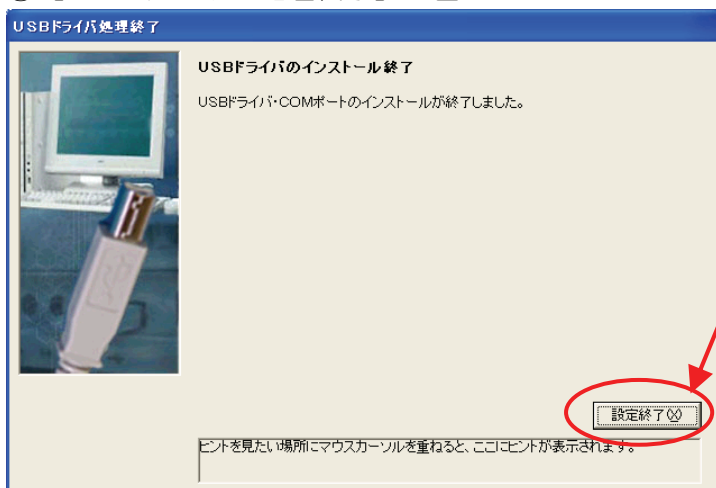 USBドライバ処理終了
USBドライバのインストール終了
USBドライバ・COMポートのインストールが終了しました。
設定終了(X)
ヒントを見たい場所にマウスカーソルを重ねると、ここにヒントが表示されます。